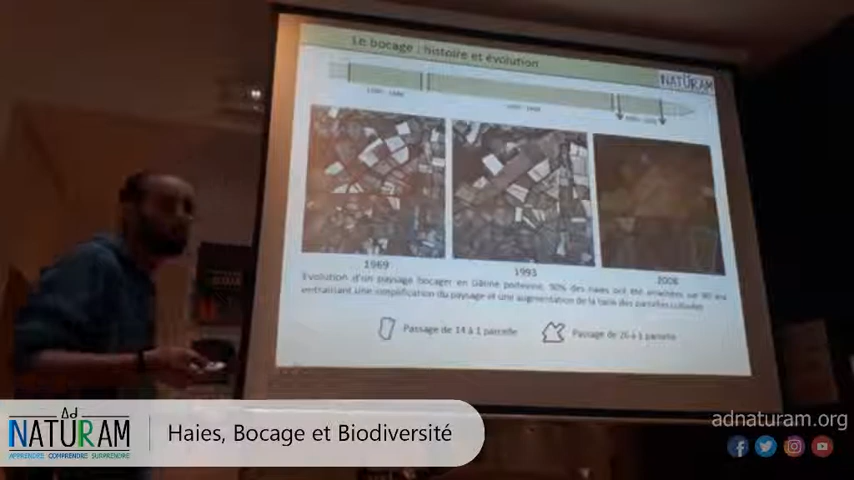 Le bocage : histoire et évolution
NATURAM
1969
1993
2008
Evolution d'un paysage bocager en Gâtine poitevine, 90% des haies ont été arrachées sur 80 ans
entraînant une simplification du paysage et une augmentation de la taille des parcelles cultivées
Passage de 14 à 1 parcelle
Passage de 26 à 1 parcelle
Ad
NATURAM
APPRENDRE COMPRENDRE SURPRENDRE
Haies, Bocage et Biodiversité
adnaturam.org